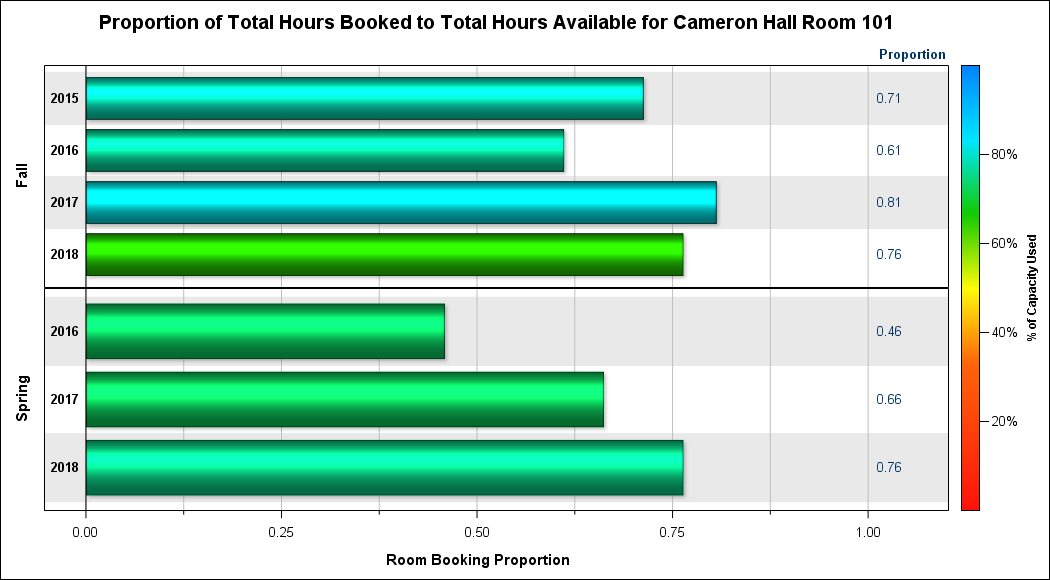 Proportion of Total Hours Booked to Total Hours Available for Cameron Hall Room 101
Proportion
Fall
2015 0.71
2016 0.61
2017 0.81
2018 0.76
Spring
2016 0.46
2017 0.66
2018 0.76
0.00 0.25 0.50 0.75 1.00
Room Booking Proportion
80%
60%
40%
20%
% of Capacity Used